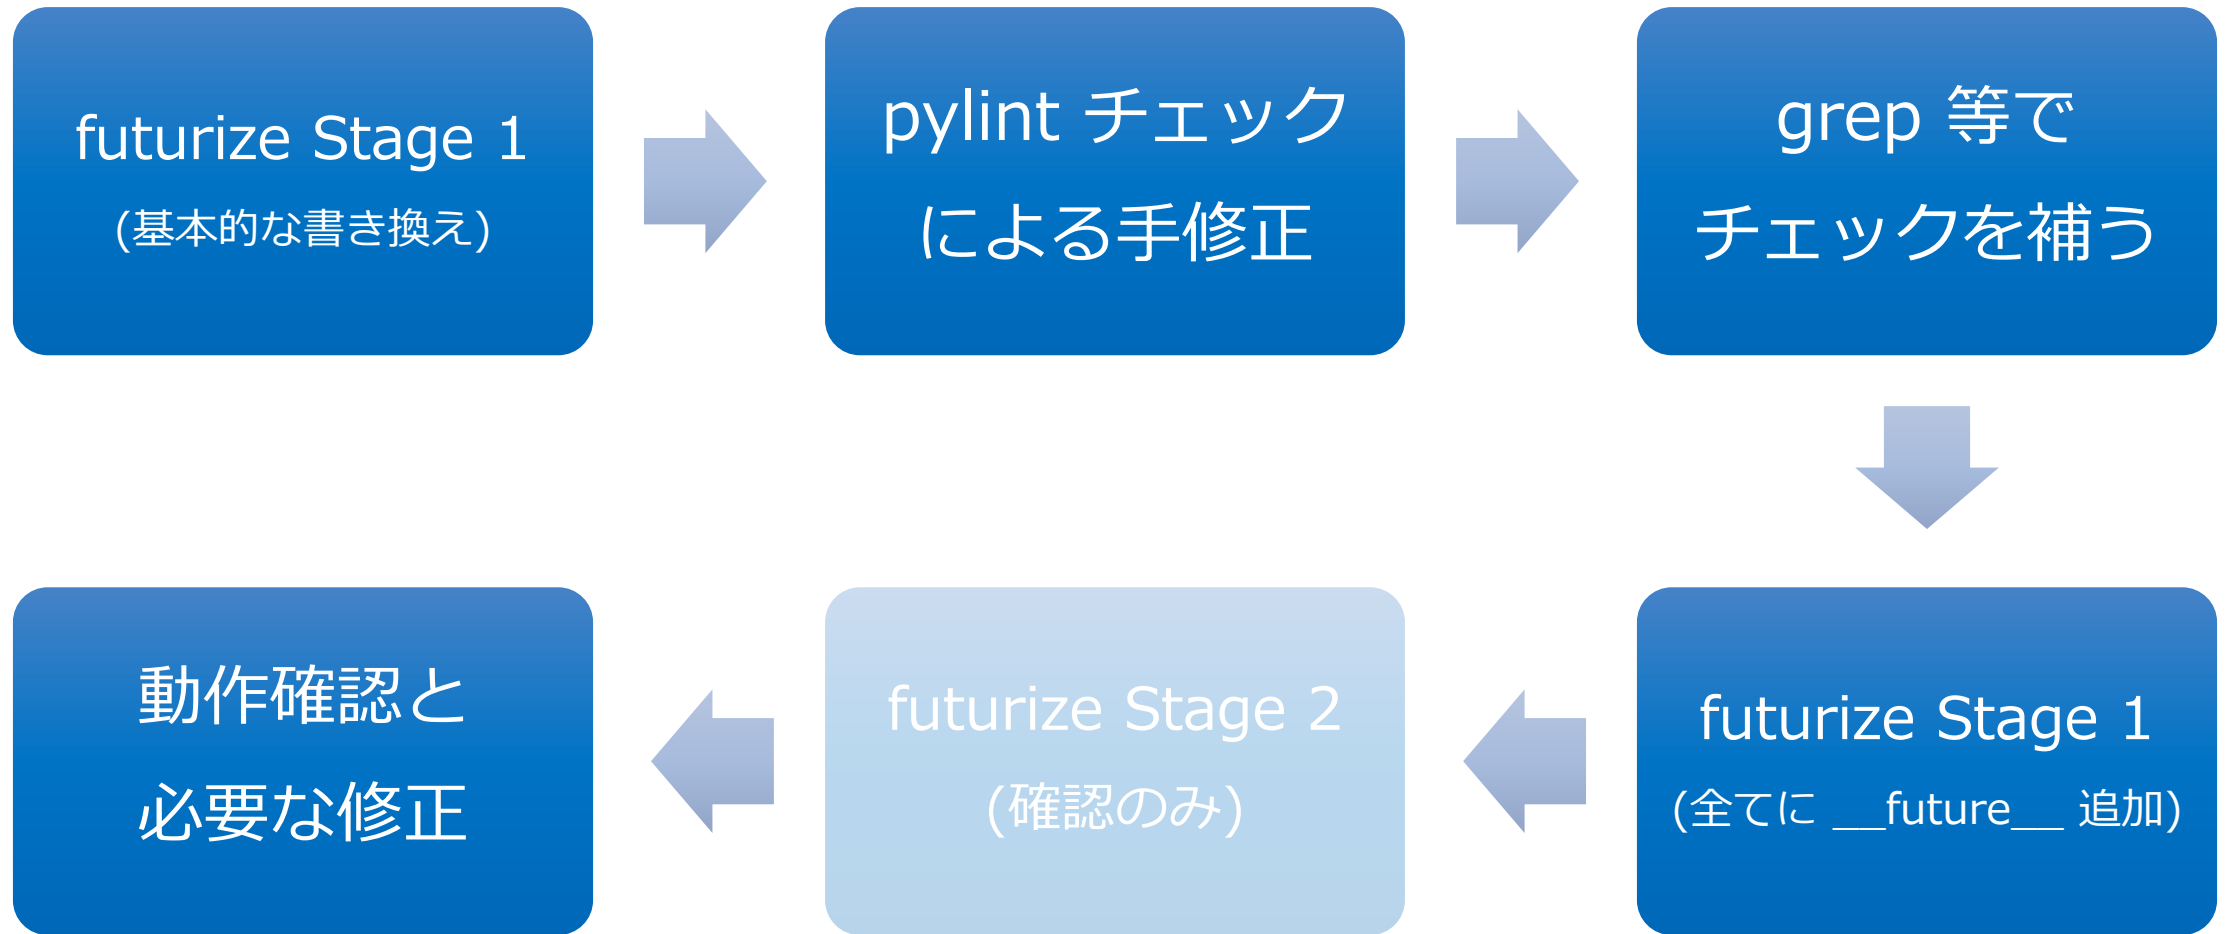 futurize Stage 1
(基本的な書き換え)
pylint チェック
による手修正
grep 等で
チェックを補う
futurize Stage 1
(全てに __future__ 追加)
futurize Stage 2
(確認のみ)
動作確認と
必要な修正